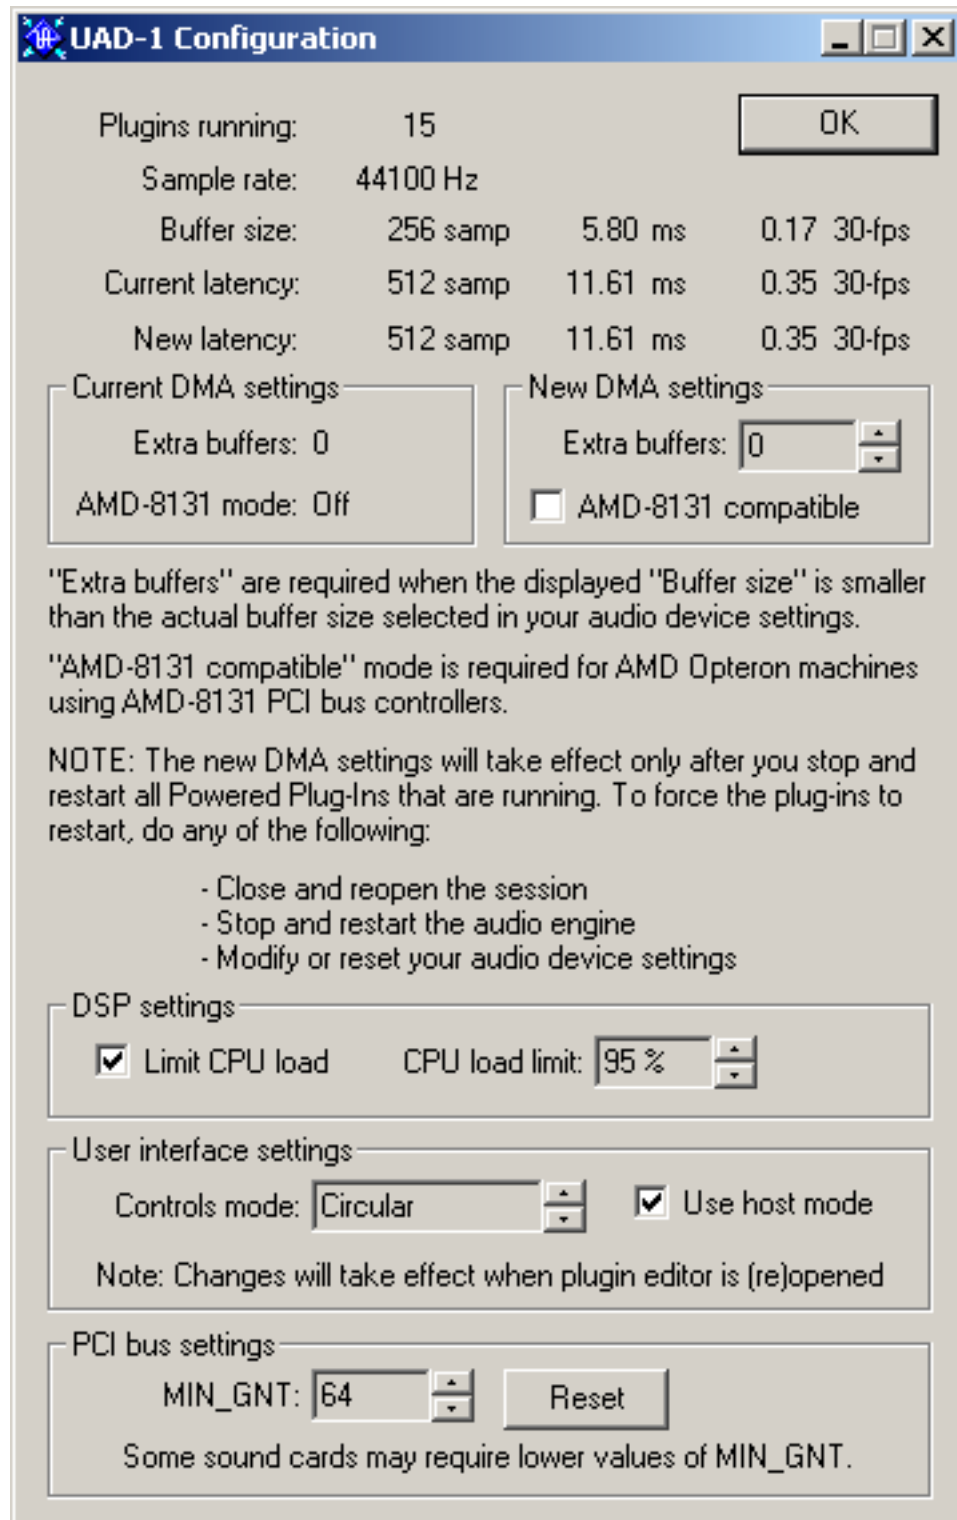 UAD-1 Configuration
Plugins running: 15 OK
Sample rate: 44100 Hz
Buffer size: 256 samp 5.80 ms 0.17 30-fps
Current latency: 512 samp 11.61 ms 0.35 30-fps
New latency: 512 samp 11.61 ms 0.35 30-fps
Current DMA settings
Extra buffers: 0
AMD-8131 mode: Off
New DMA settings
Extra buffers: 0
AMD-8131 compatible
"Extra buffers" are required when the displayed "Buffer size" is smaller
than the actual buffer size selected in your audio device settings.
"AMD-8131 compatible" mode is required for AMD Opteron machines
using AMD-8131 PCI bus controllers.
NOTE: The new DMA settings will take effect only after you stop and
restart all Powered Plug-Ins that are running. To force the plug-ins to
restart, do any of the following:
- Close and reopen the session
- Stop and restart the audio engine
- Modify or reset your audio device settings
DSP settings
Limit CPU load CPU load limit: 95 %
User interface settings
Controls mode: Circular Use host mode
Note: Changes will take effect when plugin editor is (re)opened
PCI bus settings
MIN_GNT: 64 Reset
Some sound cards may require lower values of MIN_GNT.